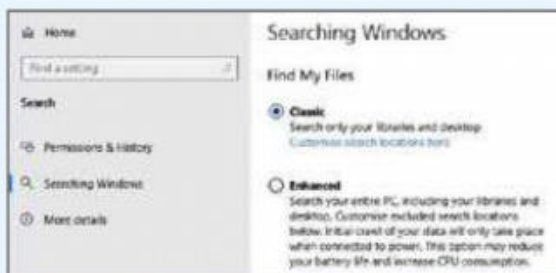 Home
Find a setting
Search
Permissions & History
Searching Windows
More details
Searching Windows
Find My Files
Classic
Search only your libraries and desktop
Customise search locations here
Enhanced
Search your entire PC, including your libraries and
desktop. Customise excluded search locations
below. Initial crawl of your data will only take place
when connected to power. This option may reduce
your battery life and increase CPU consumption.